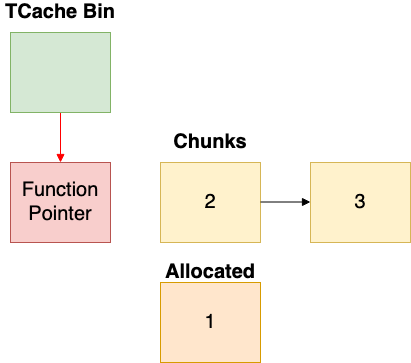 TCache Bin
Chunks
Function
Pointer
2
3
Allocated
1